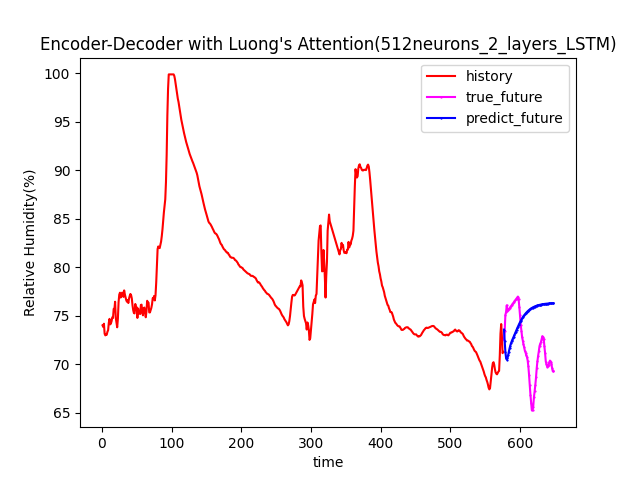 Encoder-Decoder with Luong's Attention(512neurons_2_layers_LSTM)
history
true_future
predict_future
Relative Humidity(%)
100
95
90
85
80
75
70
65
0 100 200 300 400 500 600
time